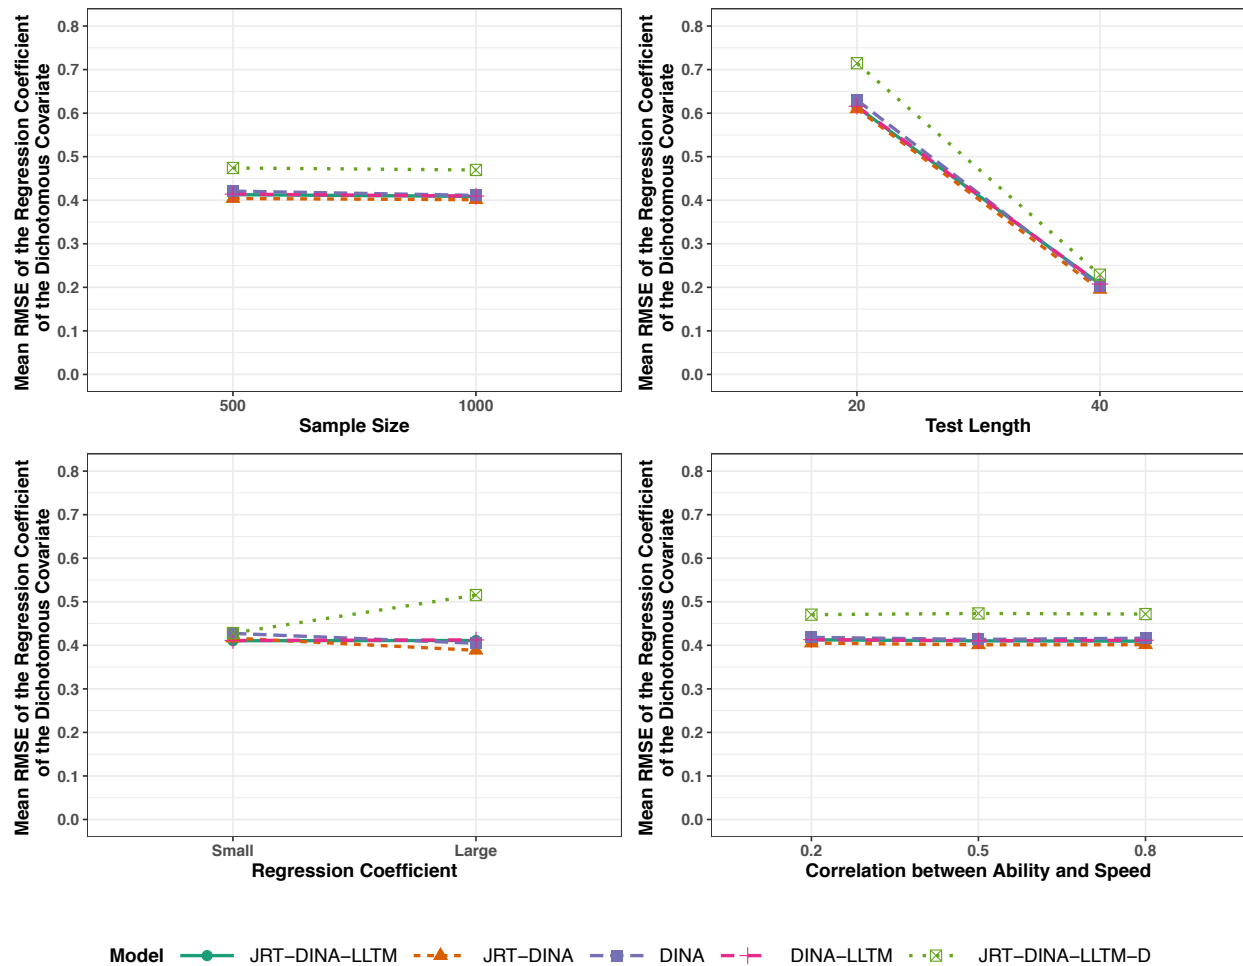 Mean RMSE of the Regression Coefficient
of the Dichotomous Covariate
0.8
0.7
0.6
0.5
0.4
0.3
0.2
0.1
0.0
500
1000
Sample Size
Mean RMSE of the Regression Coefficient
of the Dichotomous Covariate
0.8
0.7
0.6
0.5
0.4
0.3
0.2
0.1
0.0
20
40
Test Length
Mean RMSE of the Regression Coefficient
of the Dichotomous Covariate
0.8
0.7
0.6
0.5
0.4
0.3
0.2
0.1
0.0
Small
Large
Regression Coefficient
Mean RMSE of the Regression Coefficient
of the Dichotomous Covariate
0.8
0.7
0.6
0.5
0.4
0.3
0.2
0.1
0.0
0.2
0.5
0.8
Correlation between Ability and Speed
Model JRT−DINA−LLTM JRT−DINA DINA DINA−LLTM JRT−DINA−LLTM−D